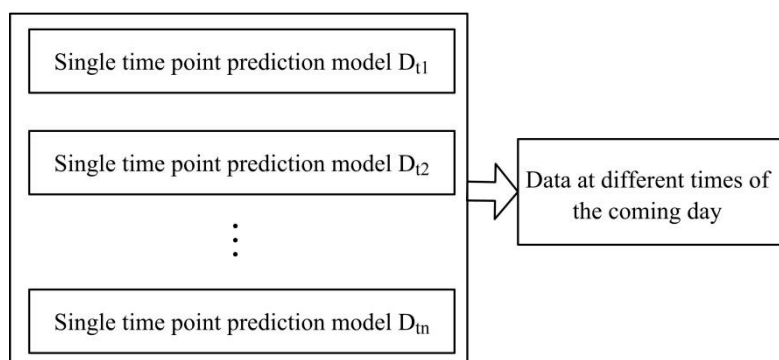 Single time point prediction model Dt1
Single time point prediction model Dt2
Single time point prediction model Dtn
Data at different times of
the coming day